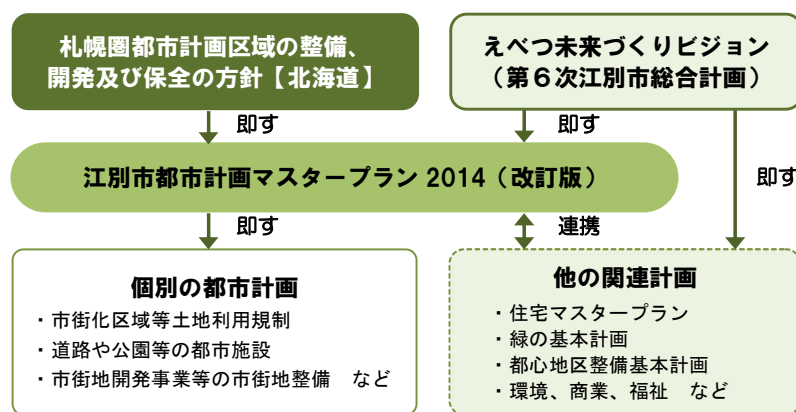 札幌圏都市計画区域の整備、
開発及び保全の方針【北海道】
えべつ未来づくりビジョン
（第６次江別市総合計画）
即す
即す
江別市都市計画マスタープラン 2014（改訂版）
即す
即す
連携
個別の都市計画
・市街化区域等土地利用規制
・道路や公園等の都市施設
・市街地開発事業等の市街地整備　など
他の関連計画
・住宅マスタープラン
・緑の基本計画
・都心地区整備基本計画
・環境、商業、福祉　など